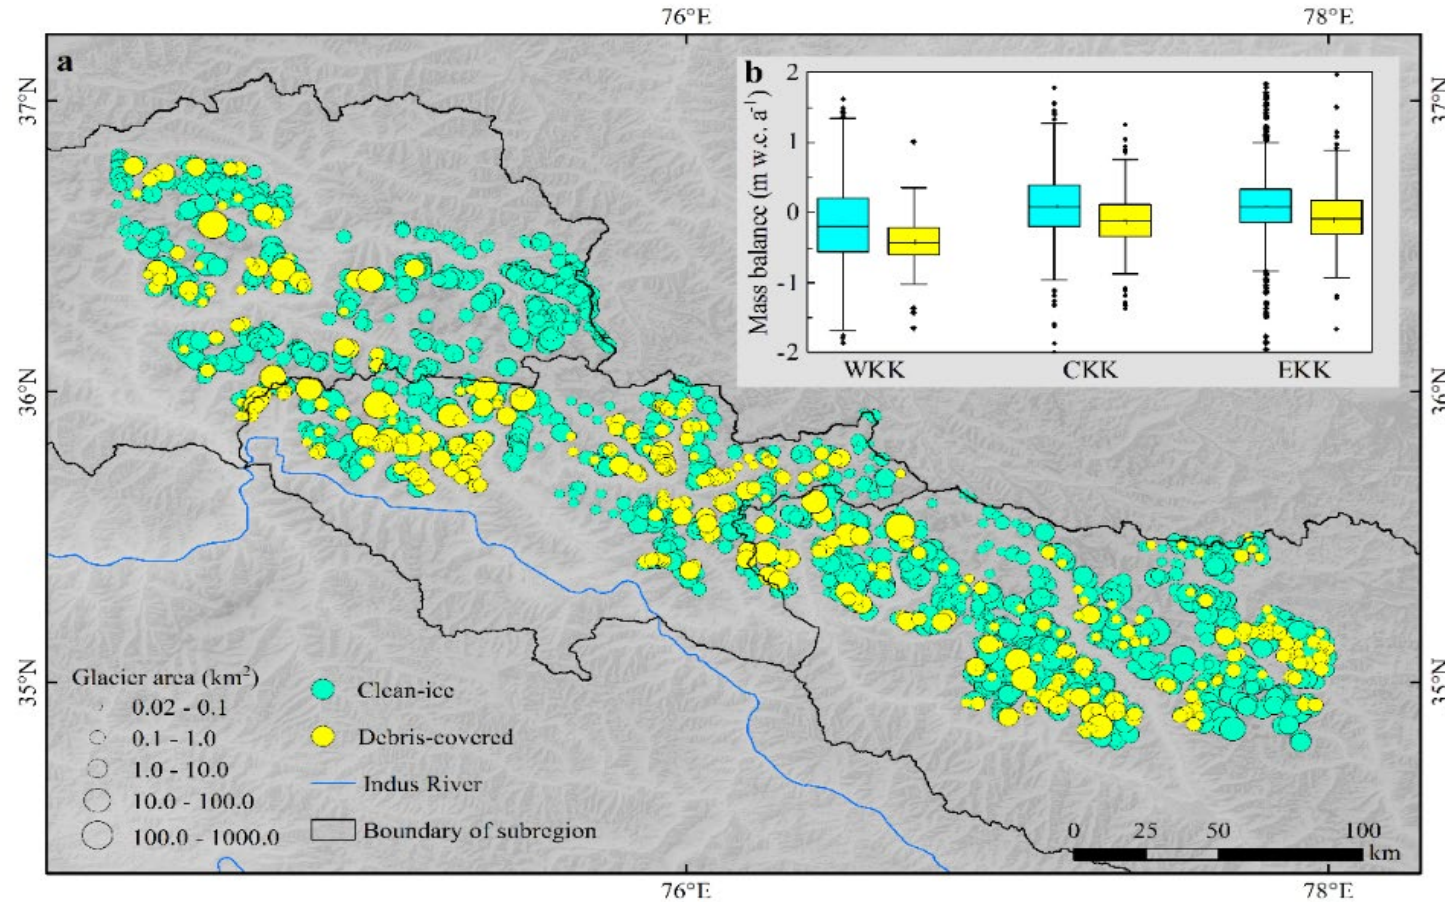 76°E
78°E
a
b
37°N
37°N
Mass balance (m w.e. a⁻¹)
2
1
0
-1
-2
WKK
CKK
EKK
36°N
36°N
35°N
35°N
Glacier area (km²)
0.02 - 0.1
0.1 - 1.0
1.0 - 10.0
10.0 - 100.0
100.0 - 1000.0
Clean-ice
Debris-covered
Indus River
Boundary of subregion
0
25
50
100
km
76°E
78°E